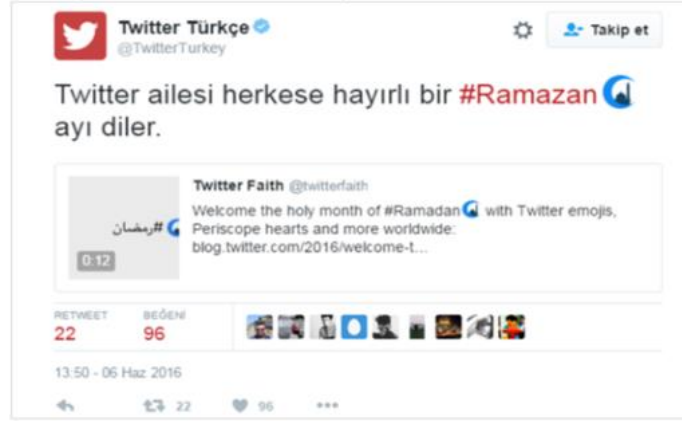 Twitter Türkçe
@TwitterTurkey
Takip et
Twitter ailesi herkese hayırlı bir #Ramazan
ayı diler.
Twitter Faith @twitterfaith
Welcome the holy month of #Ramadan with Twitter emojis,
Periscope hearts and more worldwide:
blog.twitter.com/2016/welcome-t...
#رمضان
0:12
RETWEET BEĞENİ
22 96
13:50 - 06 Haz 2016
22 96